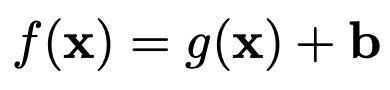 f(𝐱) = g(𝐱) + 𝐛